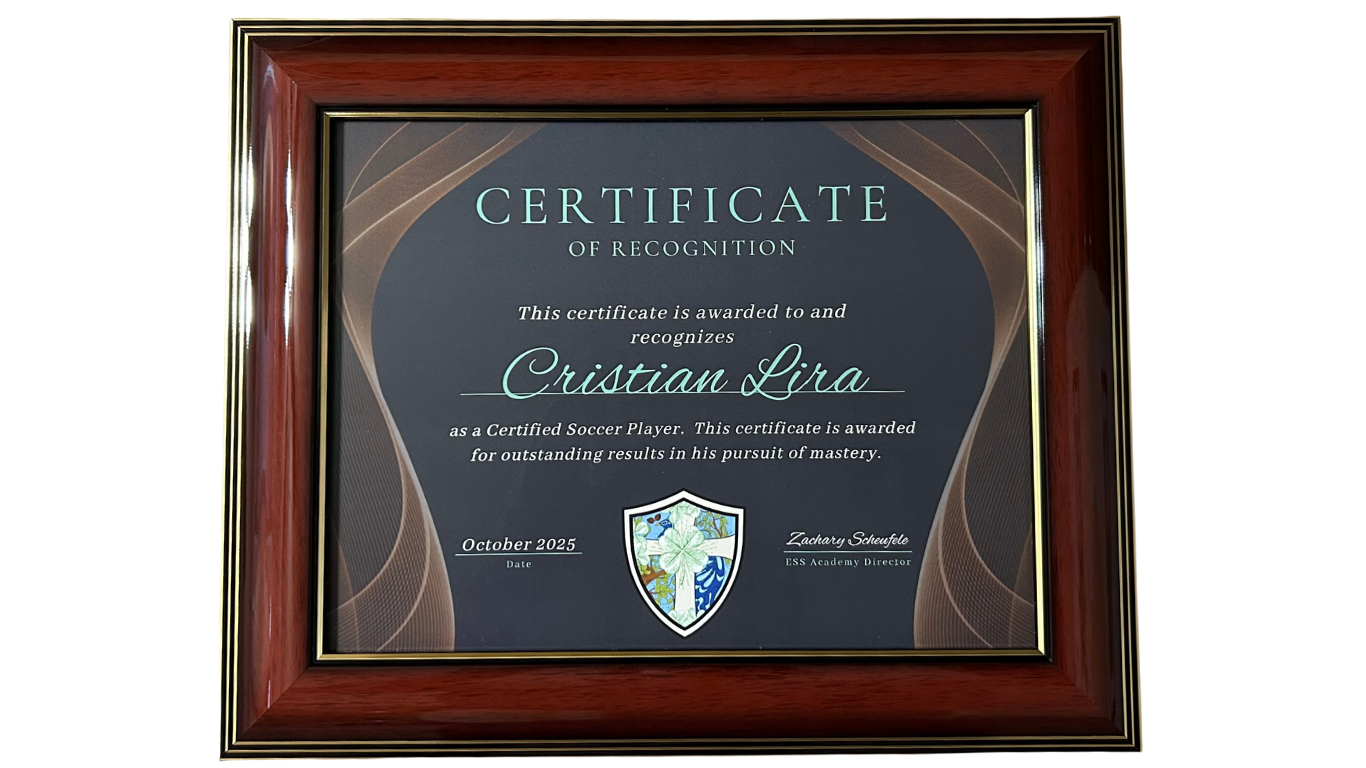 CERTIFICATE
OF RECOGNITION
This certificate is awarded to and
recognizes
Cristian Lira
as a Certified Soccer Player. This certificate is awarded
for outstanding results in his pursuit of mastery.
October 2025
Date
Zachary Scheufele
ESS Academy Director